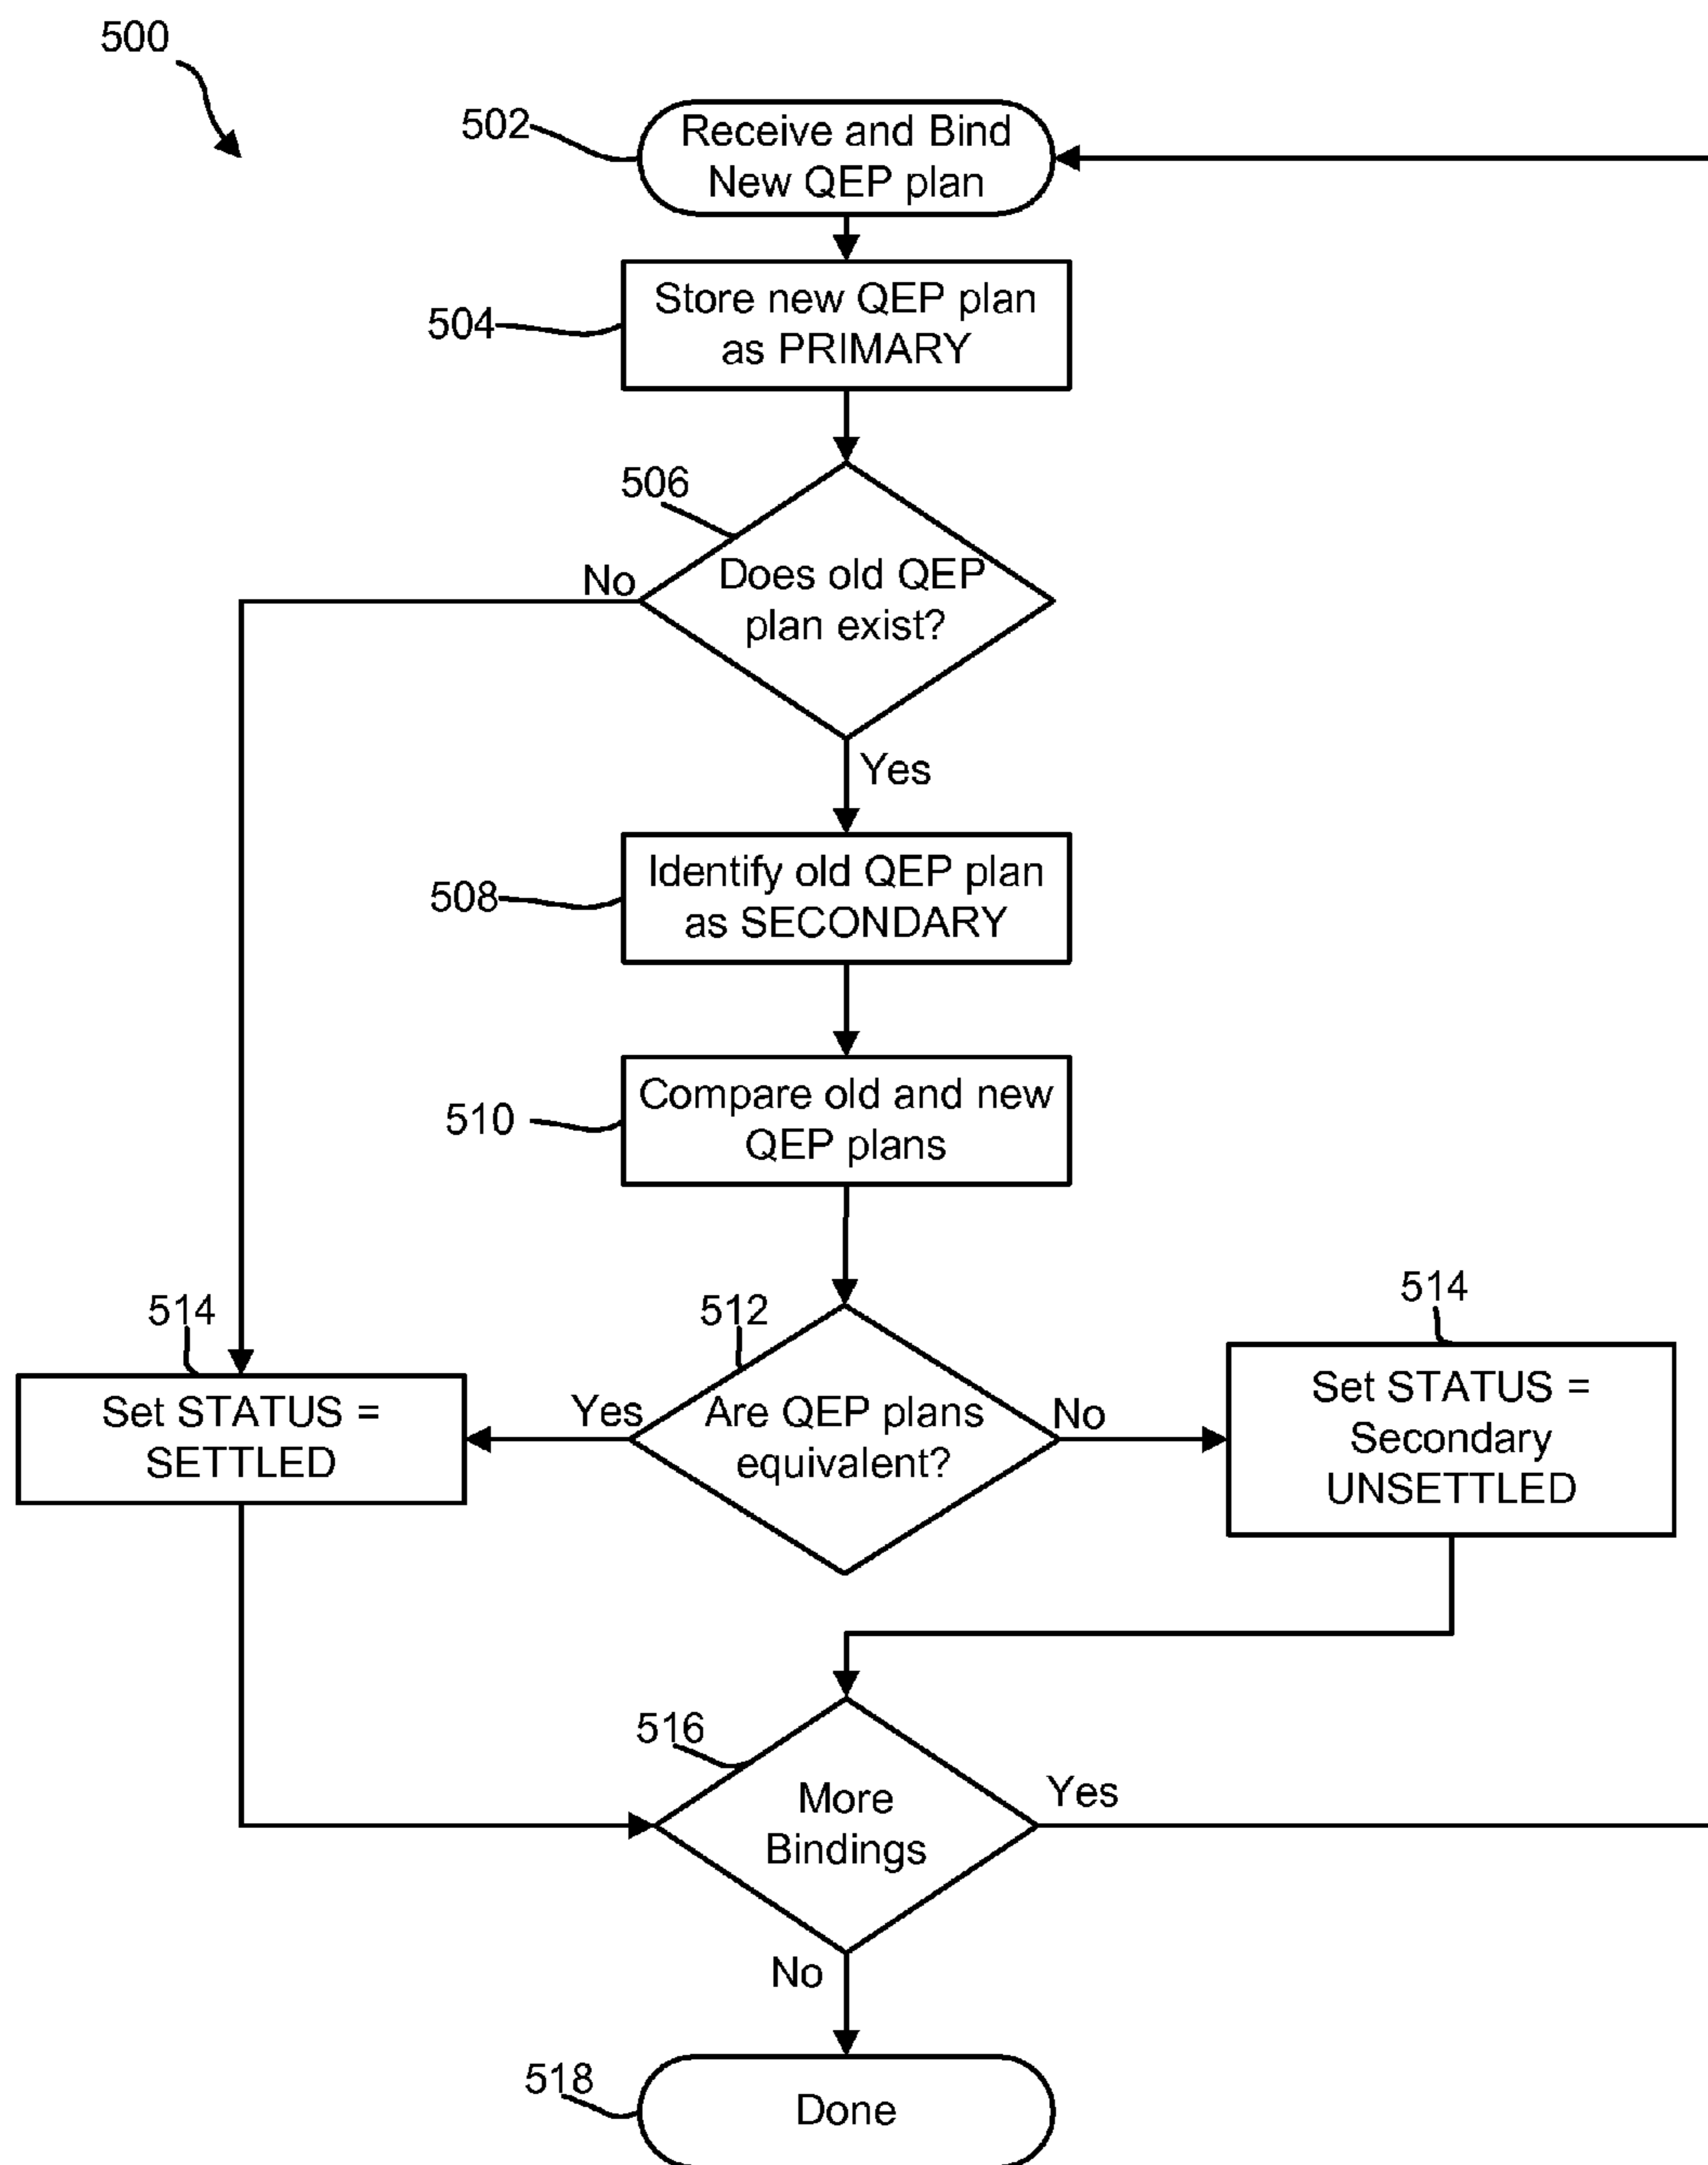 500
502
Receive and Bind
New QEP plan
504
Store new QEP plan
as PRIMARY
506
No
Does old QEP
plan exist?
Yes
508
Identify old QEP plan
as SECONDARY
510
Compare old and new
QEP plans
514
Set STATUS =
SETTLED
512
Yes
Are QEP plans
equivalent?
No
514
Set STATUS =
Secondary
UNSETTLED
516
More
Bindings
Yes
No
518
Done